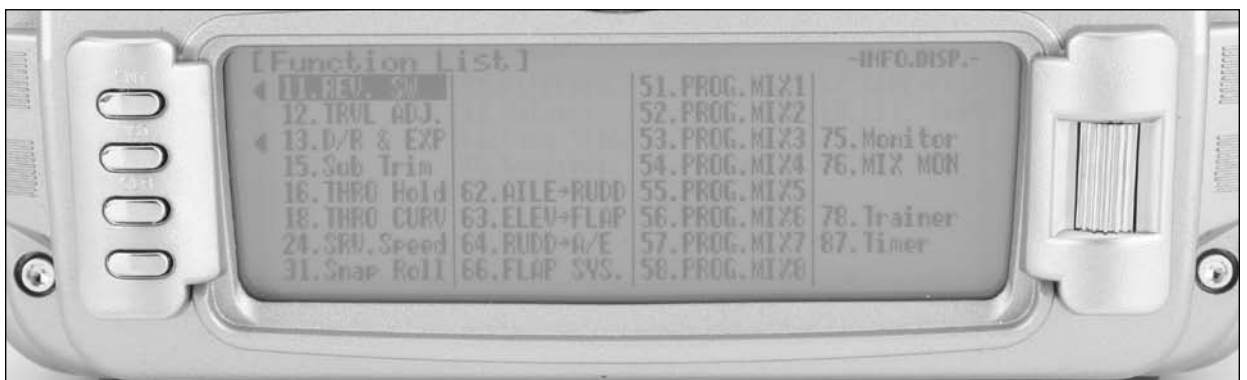 [Function List]
-INFO.DISP.-
11.REV. SW
12.TRVL ADJ.
13.D/R & EXP
15.Sub Trim
16.THRO Hold
18.THRO CURV
24.SRV.Speed
31.Snap Roll
62.AILE→RUDD
63.ELEV→FLAP
64.RUDD→A/E
66.FLAP SYS.
51.PROG.MIX1
52.PROG.MIX2
53.PROG.MIX3
54.PROG.MIX4
55.PROG.MIX5
56.PROG.MIX6
57.PROG.MIX7
58.PROG.MIX8
75.Monitor
76.MIX MON
78.Trainer
87.Timer